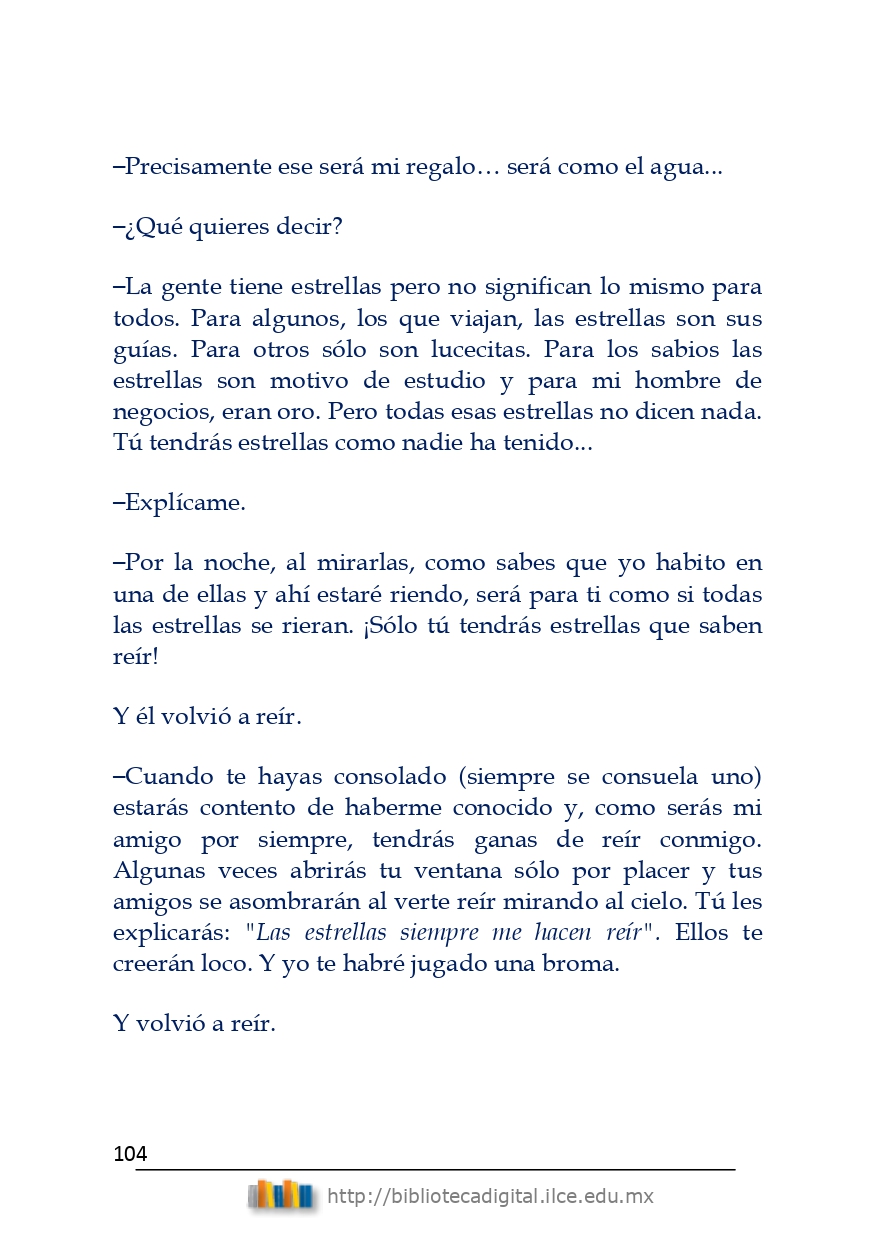 –Precisamente ese será mi regalo… será como el agua...
–¿Qué quieres decir?
–La gente tiene estrellas pero no significan lo mismo para
todos. Para algunos, los que viajan, las estrellas son sus
guías. Para otros sólo son lucecitas. Para los sabios las
estrellas son motivo de estudio y para mi hombre de
negocios, eran oro. Pero todas esas estrellas no dicen nada.
Tú tendrás estrellas como nadie ha tenido...
–Explícame.
–Por la noche, al mirarlas, como sabes que yo habito en
una de ellas y ahí estaré riendo, será para ti como si todas
las estrellas se rieran. ¡Sólo tú tendrás estrellas que saben
reír!
Y él volvió a reír.
–Cuando te hayas consolado (siempre se consuela uno)
estarás contento de haberme conocido y, como serás mi
amigo por siempre, tendrás ganas de reír conmigo.
Algunas veces abrirás tu ventana sólo por placer y tus
amigos se asombrarán al verte reír mirando al cielo. Tú les
explicarás: "Las estrellas siempre me hacen reír". Ellos te
creerán loco. Y yo te habré jugado una broma.
Y volvió a reír.
104
http://bibliotecadigital.ilce.edu.mx